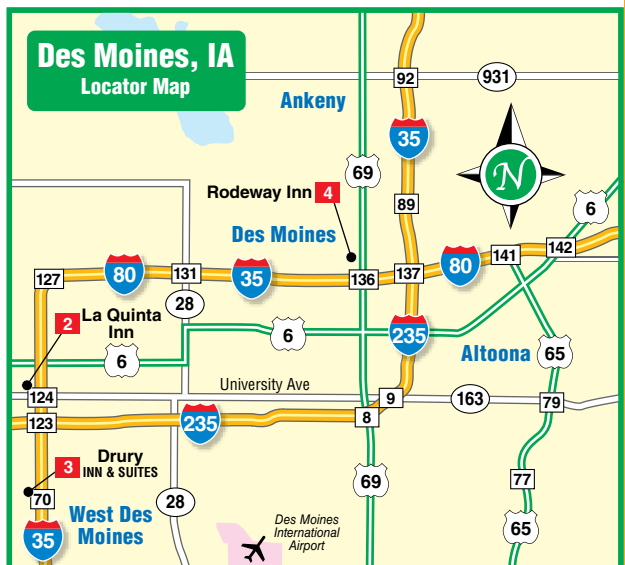 Des Moines, IA
Locator Map
92
931
Ankeny
35
69
Rodeway Inn 4
N
89
6
Des Moines
142
141
127
80
131
35
136
137
80
28
2 La Quinta
Inn
6
235
6
Altoona
65
University Ave
124
9
163
79
123
235
8
3 Drury
INN & SUITES
70
69
77
28
West Des
Moines
35
Des Moines
International
Airport
65